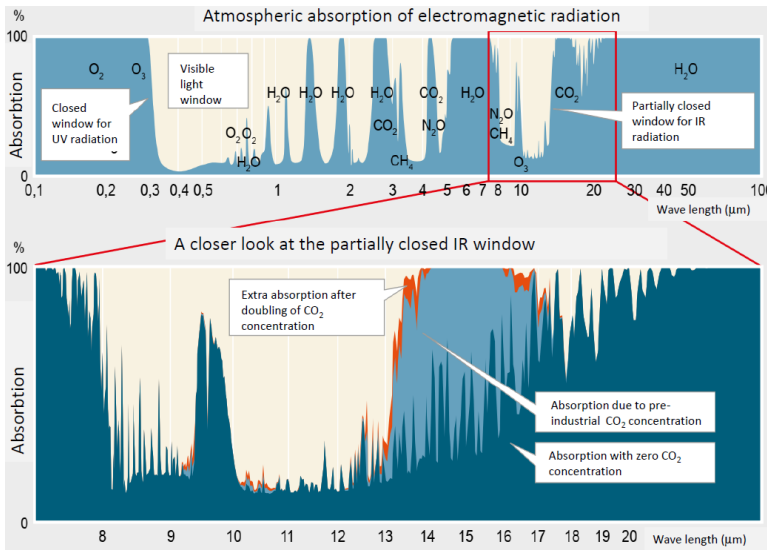 Atmospheric absorption of electromagnetic radiation
%
100
O2
O3
Visible
light
window
H2O
H2O
H2O
H2O
CO2
H2O
CO2
H2O
Closed
window for
UV radiation
Partially closed
window for IR
radiation
O2
O2
H2O
CO2
N2O
CH4
N2O
CH4
O3
Absorbtion
0
0,1 0,2 0,3 0,4 0,5 1 2 3 4 5 6 7 8 10 20 30 40 50 100
Wave length (μm)
%
A closer look at the partially closed IR window
100
Extra absorption after
doubling of CO2
concentration
Absorption due to pre-
industrial CO2 concentration
Absorption with zero CO2
concentration
Absorbtion
0
8 9 10 11 12 13 14 15 16 17 18 19 20 Wave length (μm)